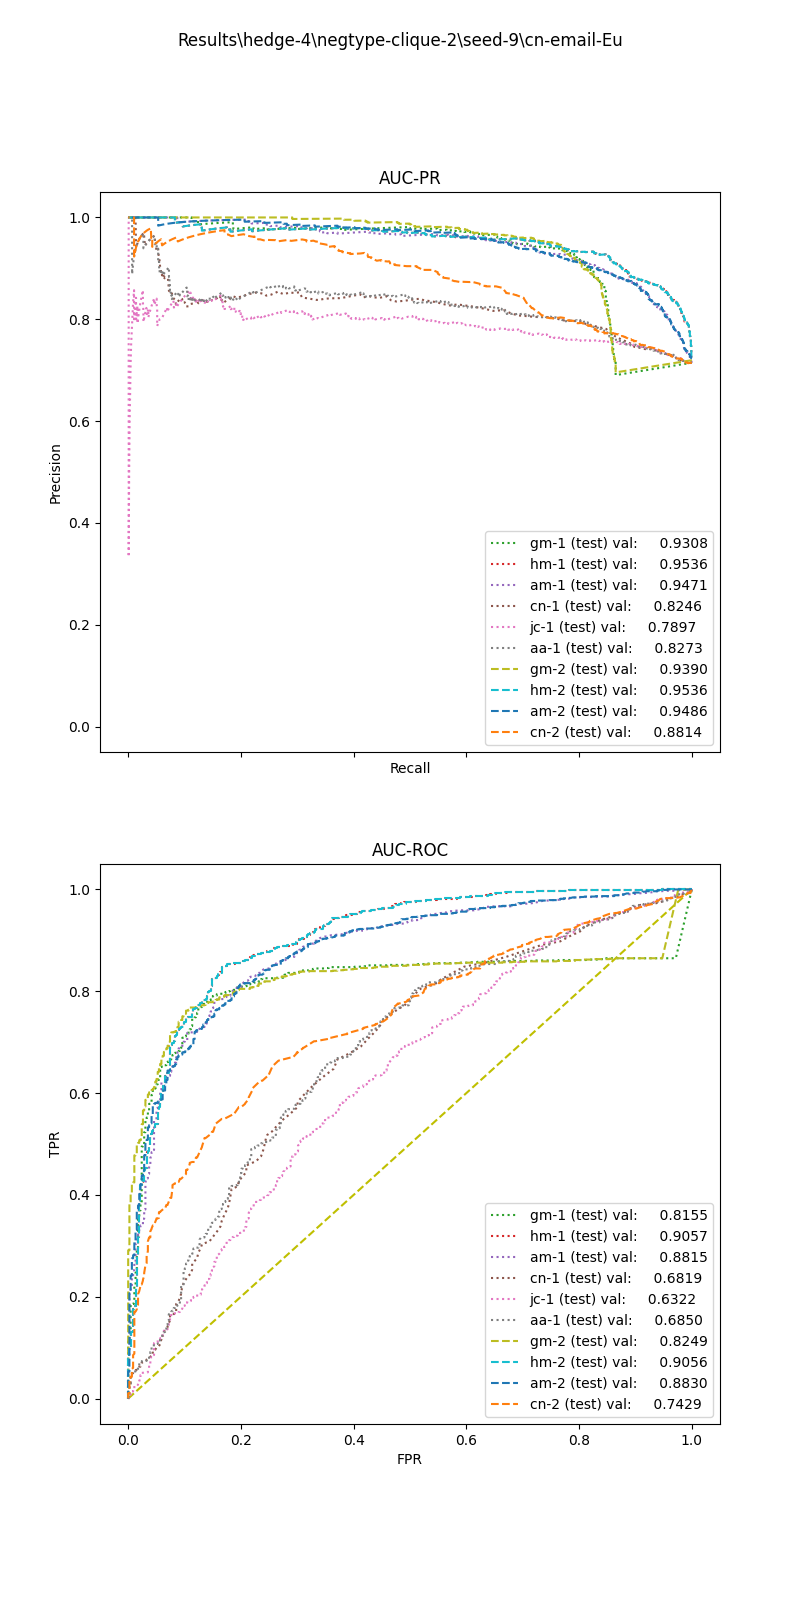 Results\hedge-4\negtype-clique-2\seed-9\cn-email-Eu
AUC-PR
1.0
0.8
0.6
0.4
0.2
0.0
Precision
gm-1 (test) val: 0.9308
hm-1 (test) val: 0.9536
am-1 (test) val: 0.9471
cn-1 (test) val: 0.8246
jc-1 (test) val: 0.7897
aa-1 (test) val: 0.8273
gm-2 (test) val: 0.9390
hm-2 (test) val: 0.9536
am-2 (test) val: 0.9486
cn-2 (test) val: 0.8814
Recall
AUC-ROC
1.0
0.8
0.6
0.4
0.2
0.0
TPR
gm-1 (test) val: 0.8155
hm-1 (test) val: 0.9057
am-1 (test) val: 0.8815
cn-1 (test) val: 0.6819
jc-1 (test) val: 0.6322
aa-1 (test) val: 0.6850
gm-2 (test) val: 0.8249
hm-2 (test) val: 0.9056
am-2 (test) val: 0.8830
cn-2 (test) val: 0.7429
0.0 0.2 0.4 0.6 0.8 1.0
FPR